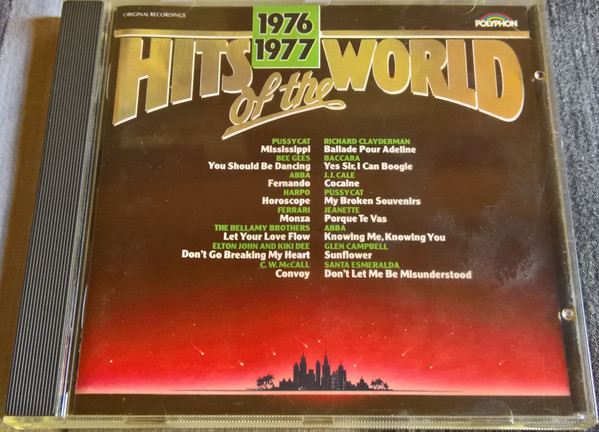 ORIGINAL RECORDINGS
1976
1977
POLYPHON
HITS of the WORLD
PUSSYCAT
Mississippi
BEE GEES
You Should Be Dancing
ABBA
Fernando
HARPO
Horoscope
FERRARI
Monza
THE BELLAMY BROTHERS
Let Your Love Flow
ELTON JOHN AND KIKI DEE
Don't Go Breaking My Heart
C.W. McCALL
Convoy
RICHARD CLAYDERMAN
Ballade Pour Adeline
BACCARA
Yes Sir, I Can Boogie
J.J. CALE
Cocaine
PUSSYCAT
My Broken Souvenirs
JEANETTE
Porque Te Vas
ABBA
Knowing Me, Knowing You
GLEN CAMPBELL
Sunflower
SANTA ESMERALDA
Don't Let Me Be Misunderstood